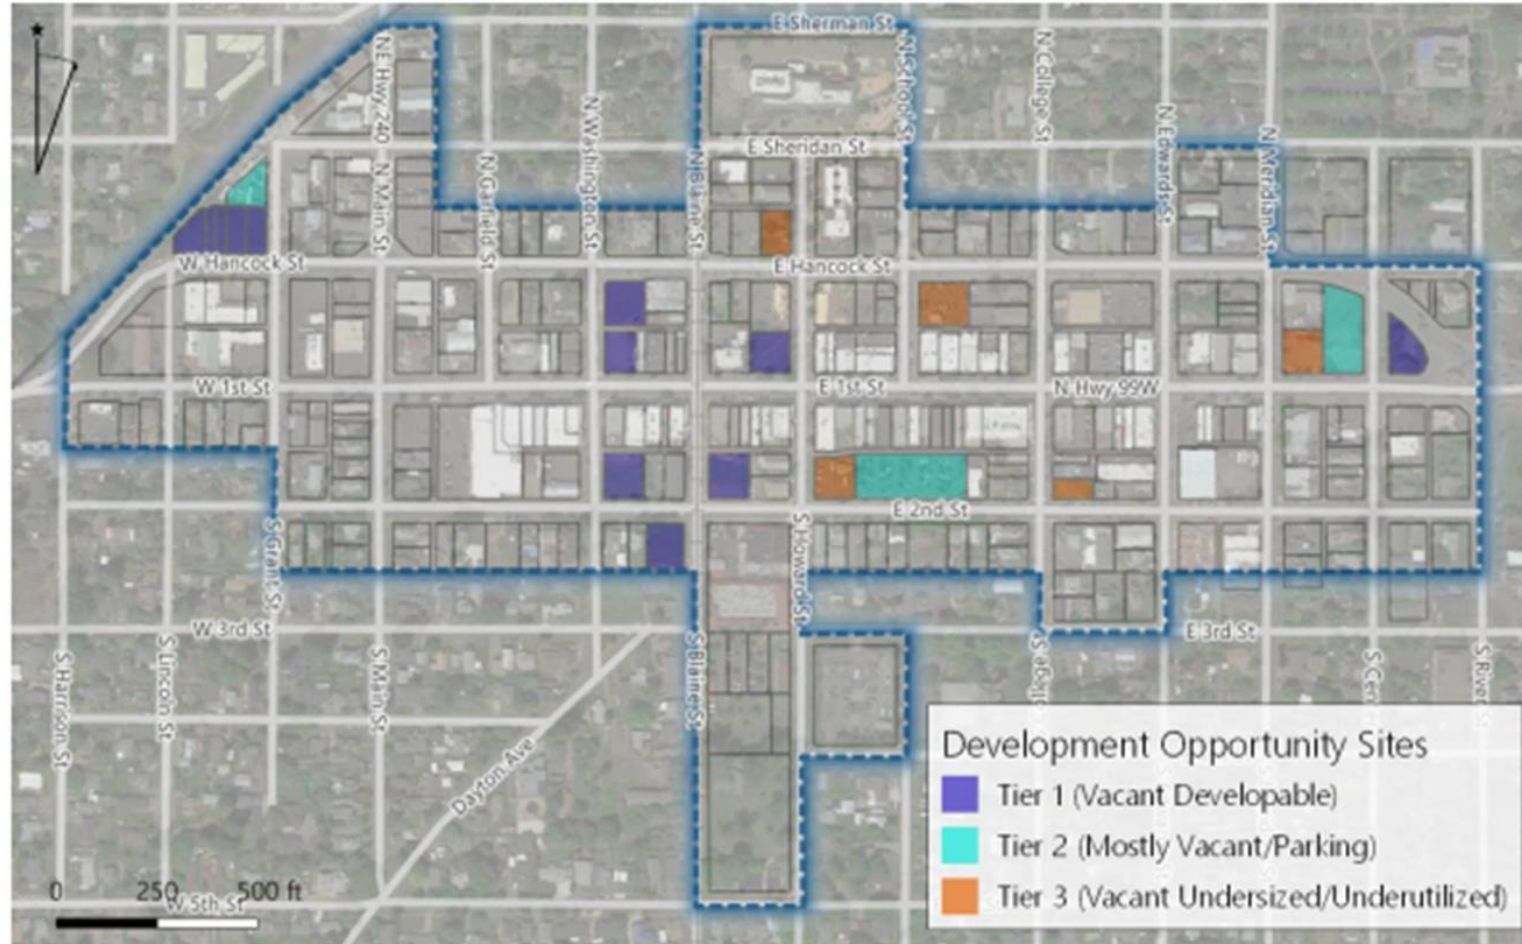 E Sherman St
NE Hwy 240
N Main St
N Garfield St
N Washington St
N Blaine St
N School St
N College St
N Edwards St
N Meridian St
E Sheridan St
W Hancock St
E Hancock St
W 1st St
E 1st St
N Hwy 99W
E 2nd St
S Grant St
S Howard St
W 3rd St
E 3rd St
S Harrison St
S Lincoln St
S Main St
S Blaine St
S River St
Dayton Ave
0 250 500 ft
W 5th St
Development Opportunity Sites
Tier 1 (Vacant Developable)
Tier 2 (Mostly Vacant/Parking)
Tier 3 (Vacant Undersized/Underutilized)